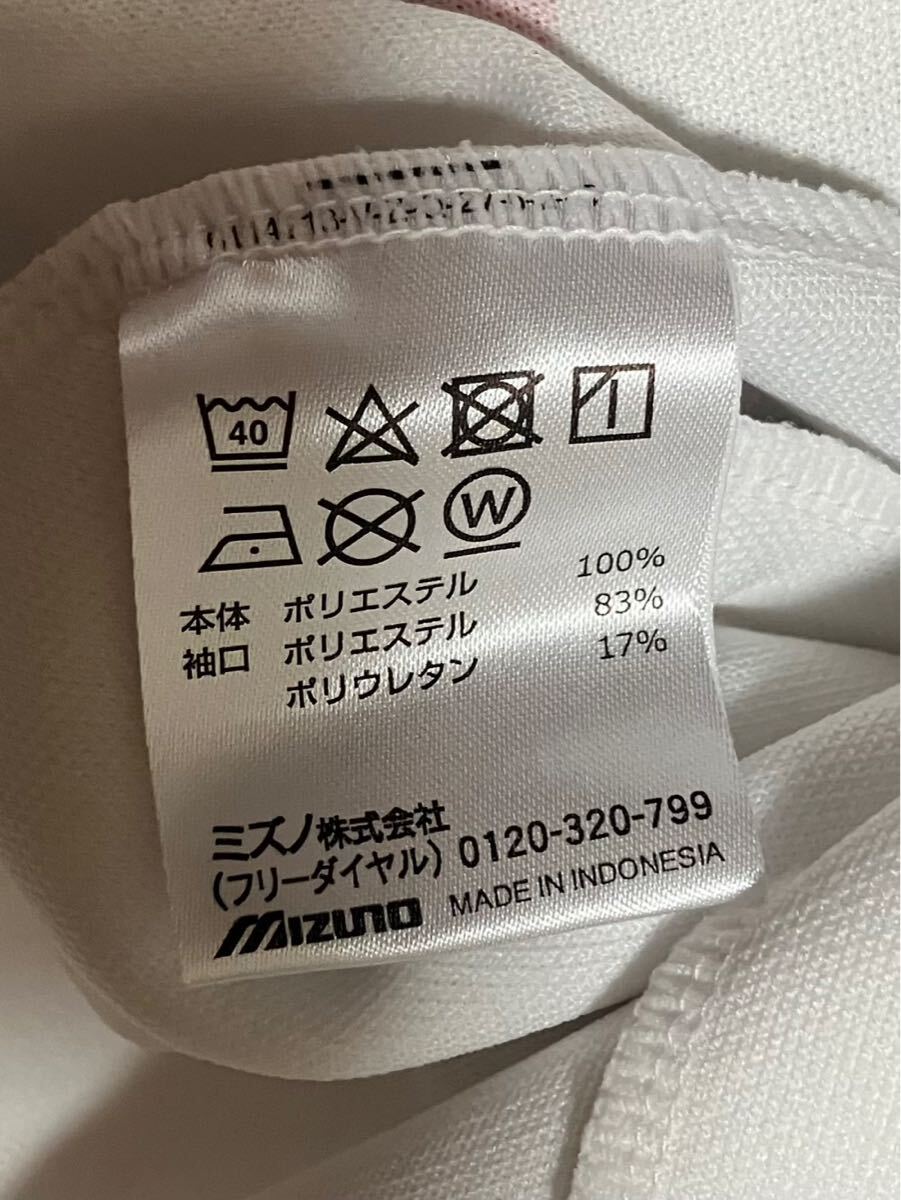 40
W
本体 ポリエステル 100%
袖口 ポリエステル 83%
ポリウレタン 17%
ミズノ株式会社
(フリーダイヤル) 0120-320-799
MIZUNO MADE IN INDONESIA